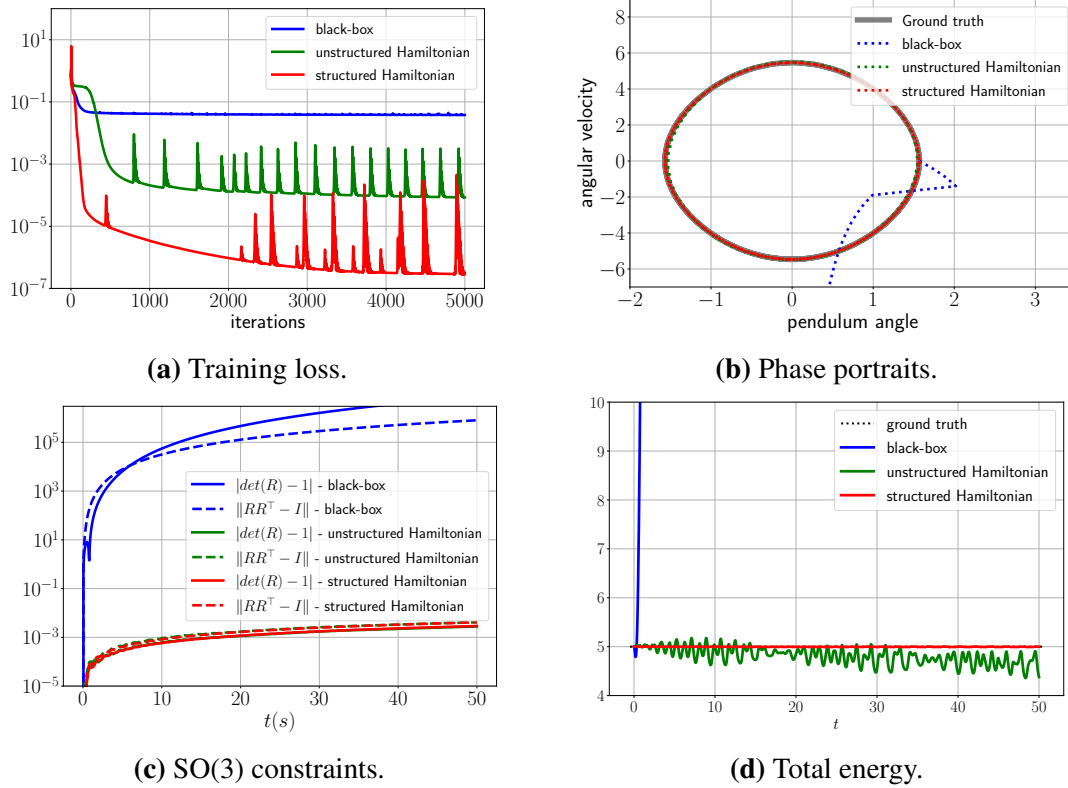 10^1
10^−1
10^−3
10^−5
10^−7
0 1000 2000 3000 4000 5000
iterations
black-box
unstructured Hamiltonian
structured Hamiltonian
(a) Training loss.
8
6
4
2
0
−2
−4
−6
angular velocity
−2 −1 0 1 2 3
pendulum angle
Ground truth
black-box
unstructured Hamiltonian
structured Hamiltonian
(b) Phase portraits.
10^5
10^3
10^1
10^−1
10^−3
10^−5
0 10 20 30 40 50
t(s)
|det(R) − 1| - black-box
‖RR^⊤ − I‖ - black-box
|det(R) − 1| - unstructured Hamiltonian
‖RR^⊤ − I‖ - unstructured Hamiltonian
|det(R) − 1| - structured Hamiltonian
‖RR^⊤ − I‖ - structured Hamiltonian
(c) SO(3) constraints.
10
9
8
7
6
5
4
0 10 20 30 40 50
t
ground truth
black-box
unstructured Hamiltonian
structured Hamiltonian
(d) Total energy.